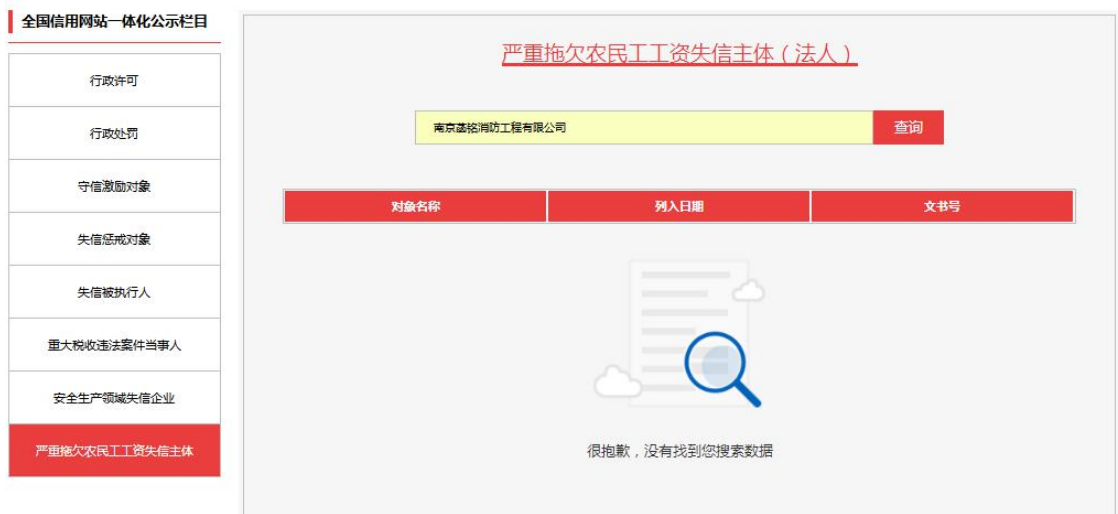 全国信用网站一体化公示栏目
行政许可
行政处罚
守信激励对象
失信惩戒对象
失信被执行人
重大税收违法案件当事人
安全生产领域失信企业
严重拖欠农民工工资失信主体
严重拖欠农民工工资失信主体（法人）
南京菡铭消防工程有限公司
查询
对象名称
列入日期
文书号
很抱歉，没有找到您搜索数据